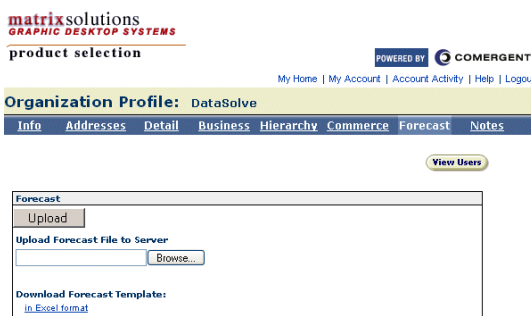 matrixsolutions
GRAPHIC DESKTOP SYSTEMS
product selection
POWERED BY COMERGENT
My Home | My Account | Account Activity | Help | Logou
Organization Profile: DataSolve
Info Addresses Detail Business Hierarchy Commerce Forecast Notes
View Users
Forecast
Upload
Upload Forecast File to Server
Browse...
Download Forecast Template:
in Excel format